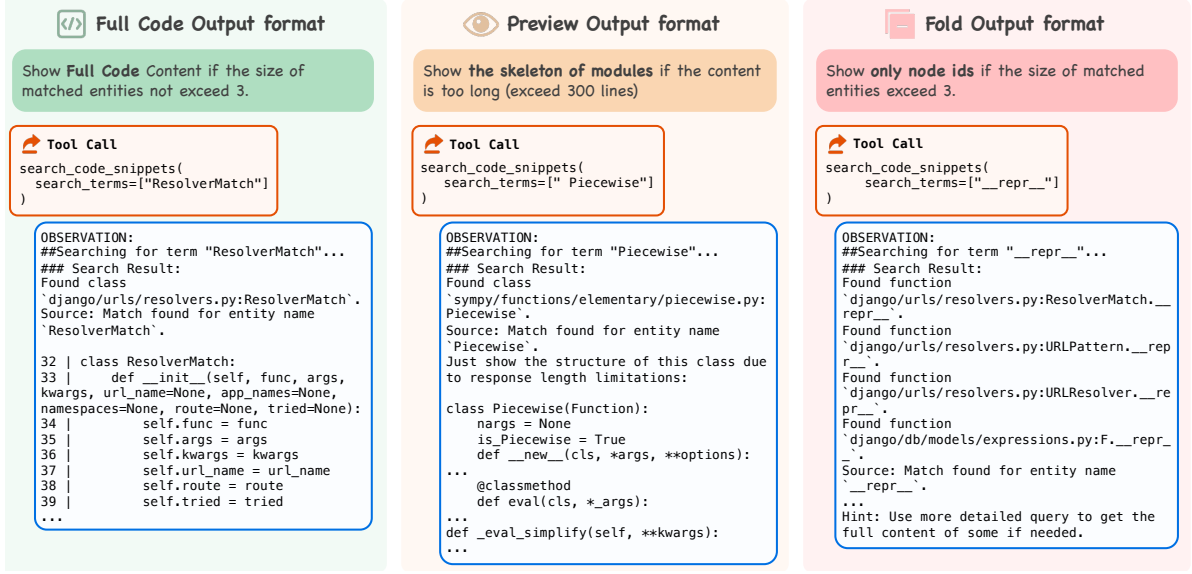 Full Code Output format
Show Full Code Content if the size of
matched entities not exceed 3.
Tool Call
search_code_snippets(
  search_terms=["ResolverMatch"]
)
OBSERVATION:
##Searching for term "ResolverMatch"...
### Search Result:
Found class
`django/urls/resolvers.py:ResolverMatch`.
Source: Match found for entity name
`ResolverMatch`.
32 | class ResolverMatch:
33 |     def __init__(self, func, args,
kwargs, url_name=None, app_names=None,
namespaces=None, route=None, tried=None):
34 |         self.func = func
35 |         self.args = args
36 |         self.kwargs = kwargs
37 |         self.url_name = url_name
38 |         self.route = route
39 |         self.tried = tried
...
Preview Output format
Show the skeleton of modules if the content
is too long (exceed 300 lines)
Tool Call
search_code_snippets(
   search_terms=[" Piecewise"]
)
OBSERVATION:
##Searching for term "Piecewise"...
### Search Result:
Found class
`sympy/functions/elementary/piecewise.py:
Piecewise`.
Source: Match found for entity name
`Piecewise`.
Just show the structure of this class due
to response length limitations:
class Piecewise(Function):
    nargs = None
    is_Piecewise = True
    def __new__(cls, *args, **options):
...
    @classmethod
    def eval(cls, *_args):
...
def _eval_simplify(self, **kwargs):
...
Fold Output format
Show only node ids if the size of matched
entities exceed 3.
Tool Call
search_code_snippets(
     search_terms=["__repr__"]
)
OBSERVATION:
##Searching for term "__repr__"...
### Search Result:
Found function
`django/urls/resolvers.py:ResolverMatch.__
repr__`.
Found function
`django/urls/resolvers.py:URLPattern.__rep
r__`.
Found function
`django/urls/resolvers.py:URLResolver.__re
pr__`.
Found function
`django/db/models/expressions.py:F.__repr_
_`.
Source: Match found for entity name
`__repr__`.
...
Hint: Use more detailed query to get the
full content of some if needed.